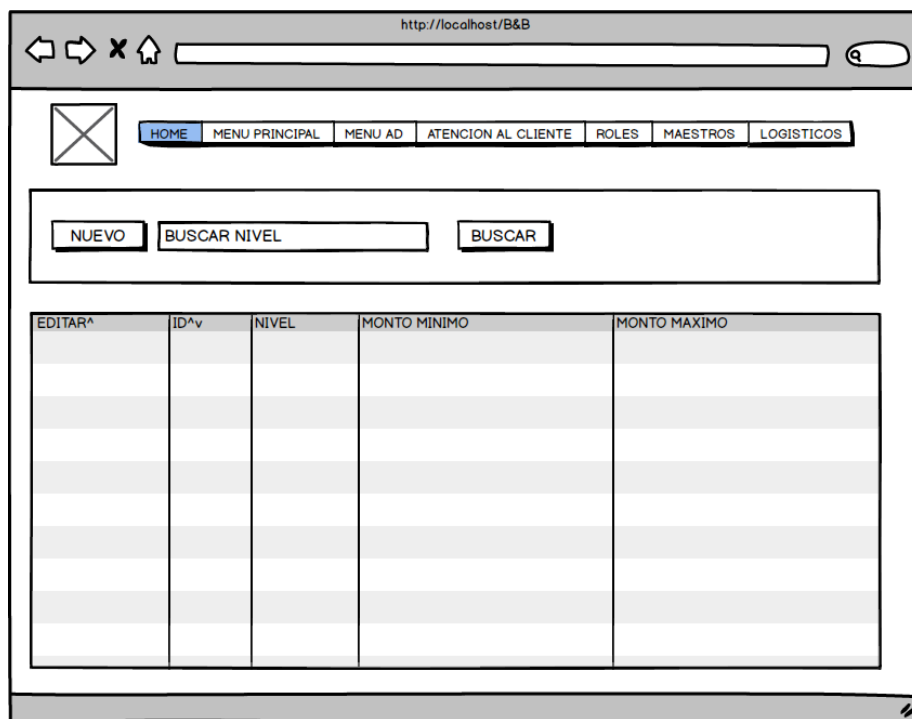 http://localhost/B&B
HOME MENU PRINCIPAL MENU AD ATENCION AL CLIENTE ROLES MAESTROS LOGISTICOS
NUEVO BUSCAR NIVEL BUSCAR
EDITAR^ ID^v NIVEL MONTO MINIMO MONTO MAXIMO